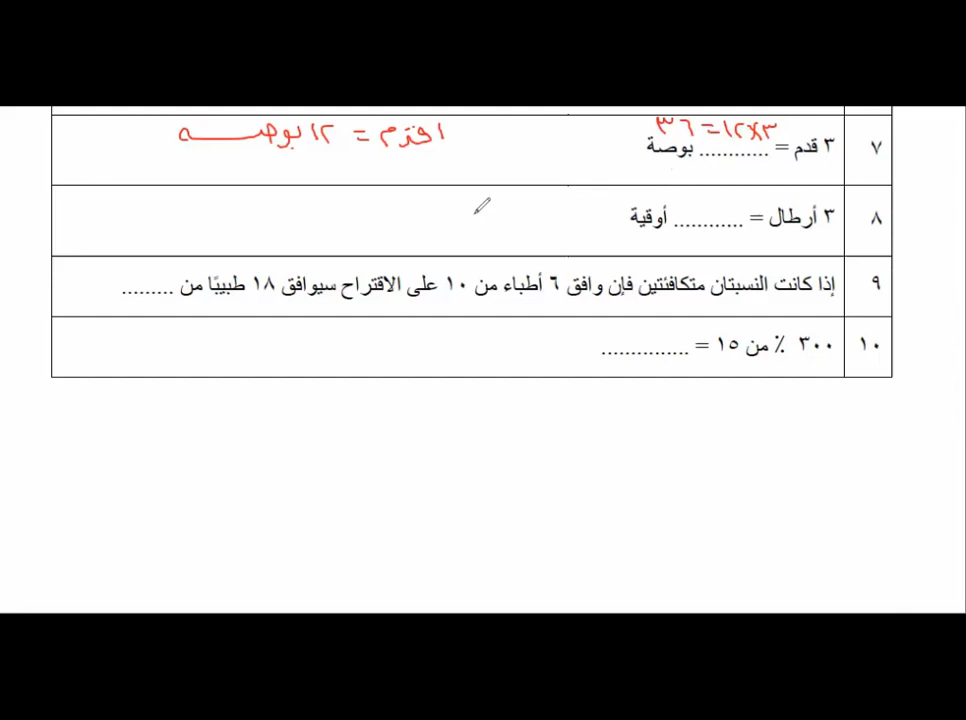 ٧ ٣ قدم = ............ بوصة ٣×١٢=٣٦ ١ قدم = ١٢ بوصه
٨ ٣ أرطال = ............ أوقية
٩ إذا كانت النسبتان متكافئتين فإن وافق ٦ أطباء من ١٠ على الاقتراح سيوافق ١٨ طبيبًا من .........
١٠ ٣٠٠ ٪ من ١٥ = ...............